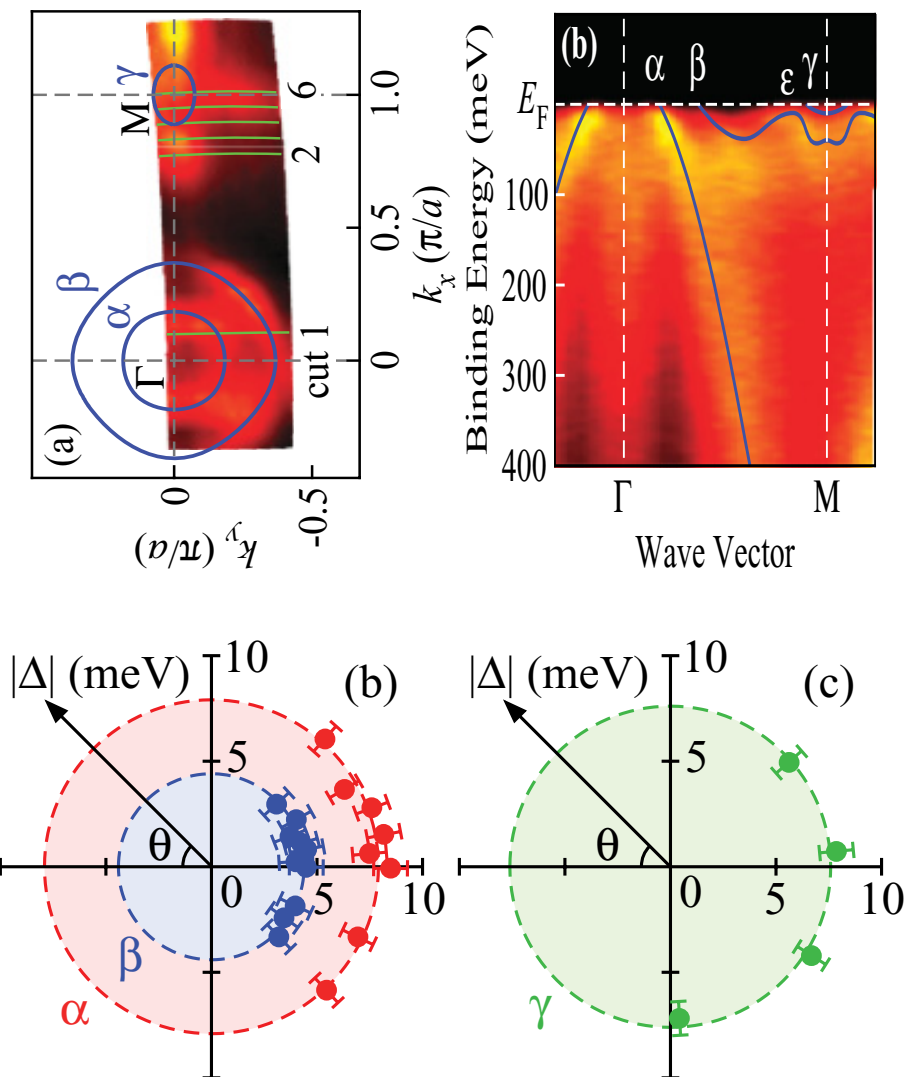 (a)
β
α
Γ
M
γ
cut 1
2
6
0
0.5
1.0
kx (π/a)
0
-0.5
ky (π/a)
(b)
α
β
ε
γ
EF
100
200
300
400
Binding Energy (meV)
Γ
M
Wave Vector
|Δ| (meV)
10
(b)
5
θ
0
5
10
β
α
|Δ| (meV)
10
(c)
5
θ
0
5
10
γ